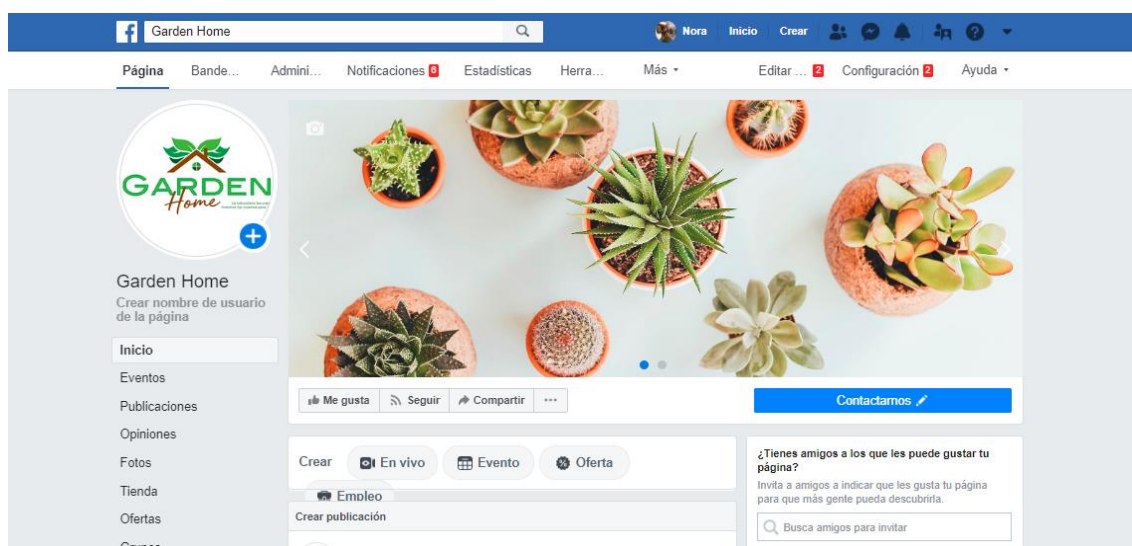 Garden Home
Nora Inicio Crear
Página Bande... Admini... Notificaciones 6 Estadísticas Herra... Más Editar ... 2 Configuración 2 Ayuda
GARDEN
Home
Garden Home
Crear nombre de usuario
de la página
Inicio
Eventos
Publicaciones
Opiniones
Fotos
Tienda
Ofertas
Me gusta Seguir Compartir ...
Contactarnos
Crear En vivo Evento Oferta
Empleo
Crear publicación
¿Tienes amigos a los que les puede gustar tu
página?
Invita a amigos a indicar que les gusta tu página
para que más gente pueda descubrirla.
Busca amigos para invitar